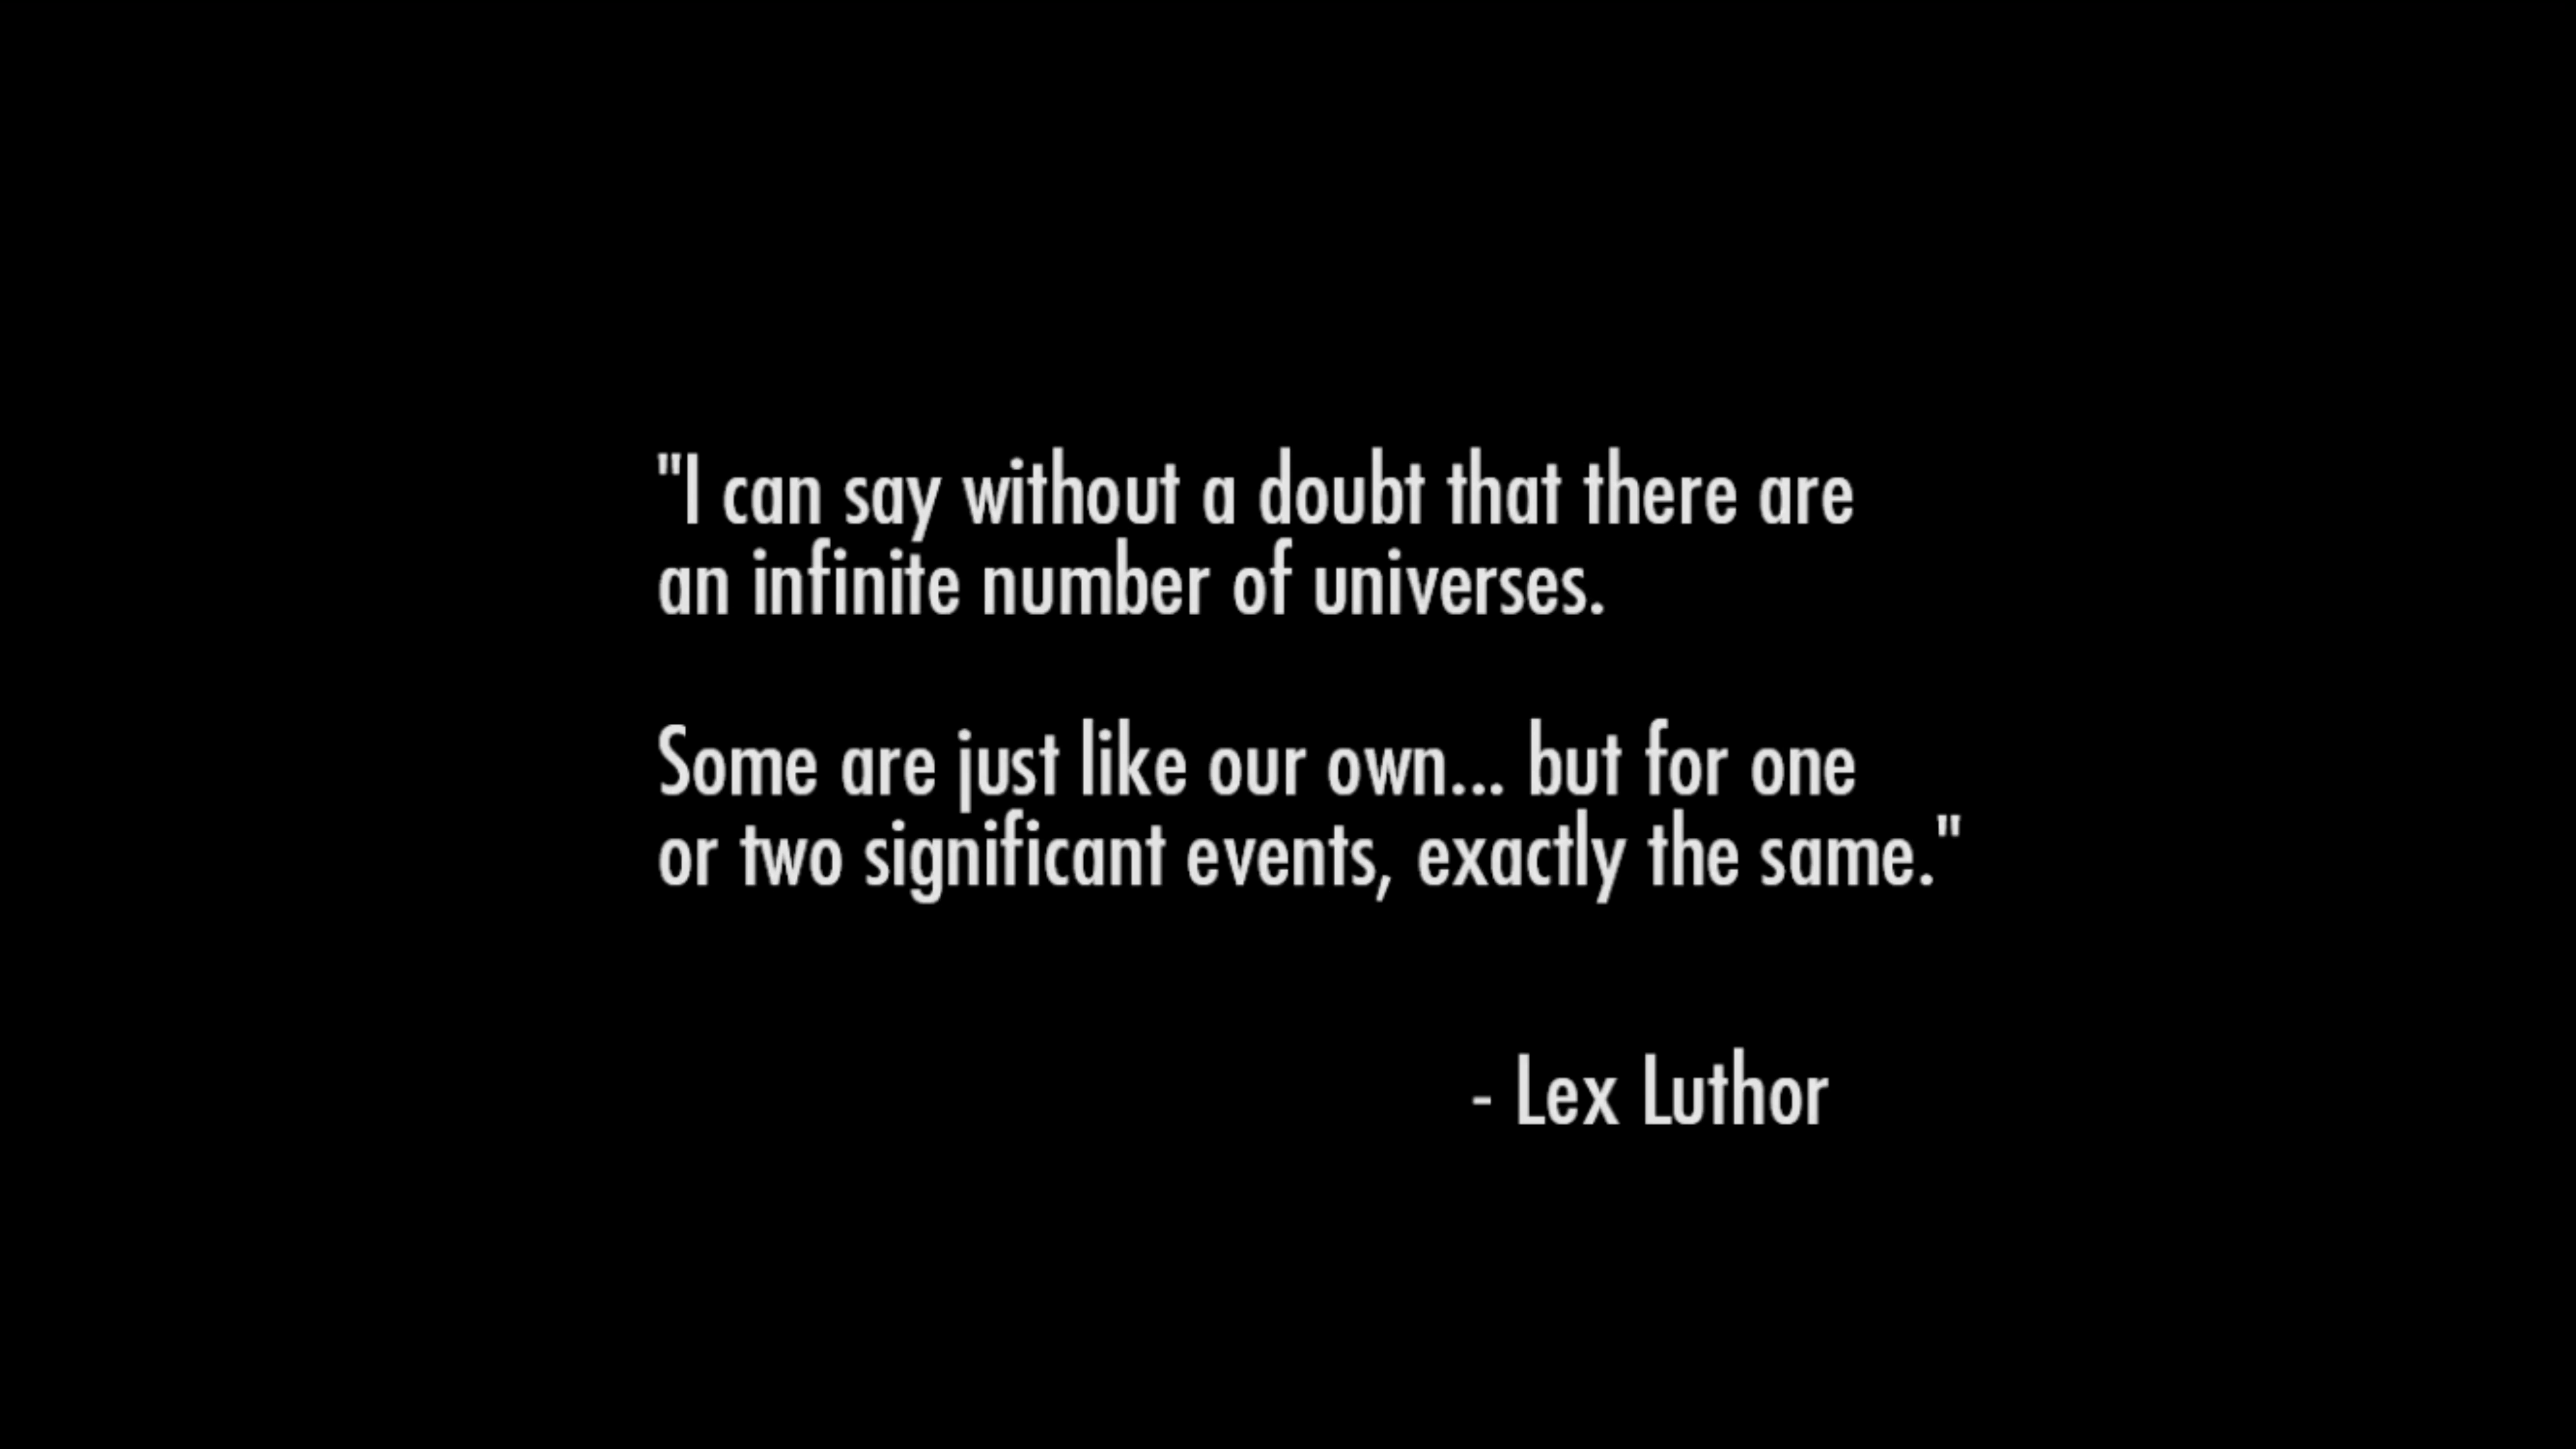 "I can say without a doubt that there are
an infinite number of universes.
Some are just like our own... but for one
or two significant events, exactly the same."
- Lex Luthor